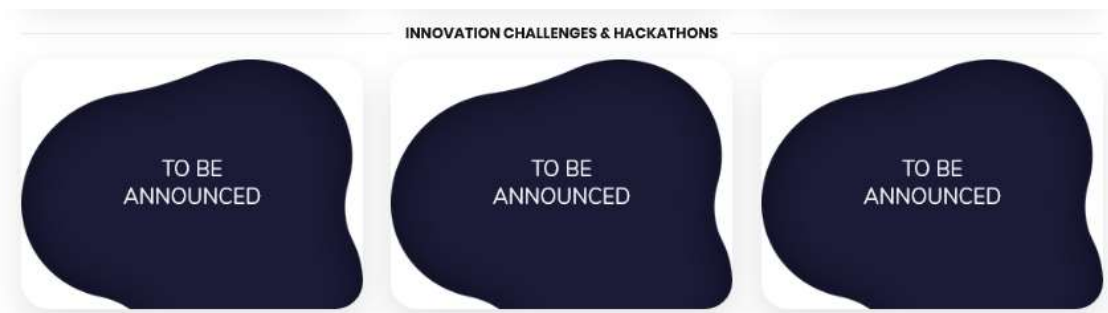 INNOVATION CHALLENGES & HACKATHONS
TO BE
ANNOUNCED
TO BE
ANNOUNCED
TO BE
ANNOUNCED